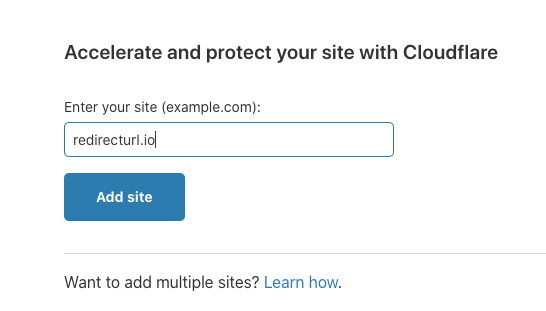 Accelerate and protect your site with Cloudflare
Enter your site (example.com):
redirecturl.io
Add site
Want to add multiple sites? Learn how.